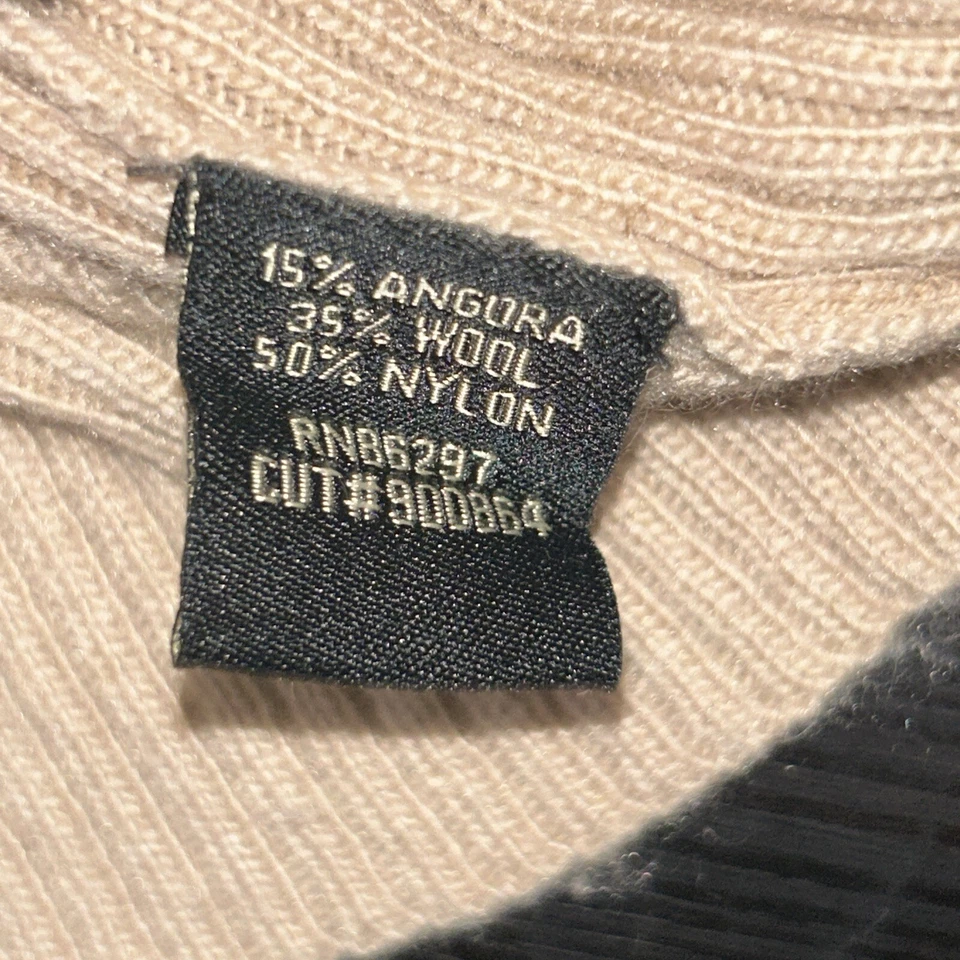 15% ANGORA
35% WOOL
50% NYLON
RN86297
CUT#900864